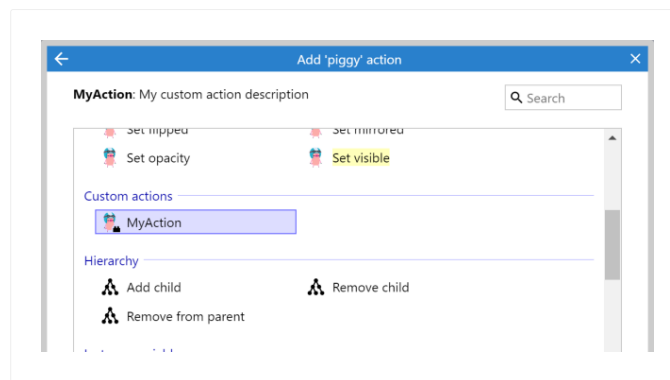 Add 'piggy' action
MyAction: My custom action description
Search
Set flipped Set mirrored
Set opacity Set visible
Custom actions
MyAction
Hierarchy
Add child Remove child
Remove from parent